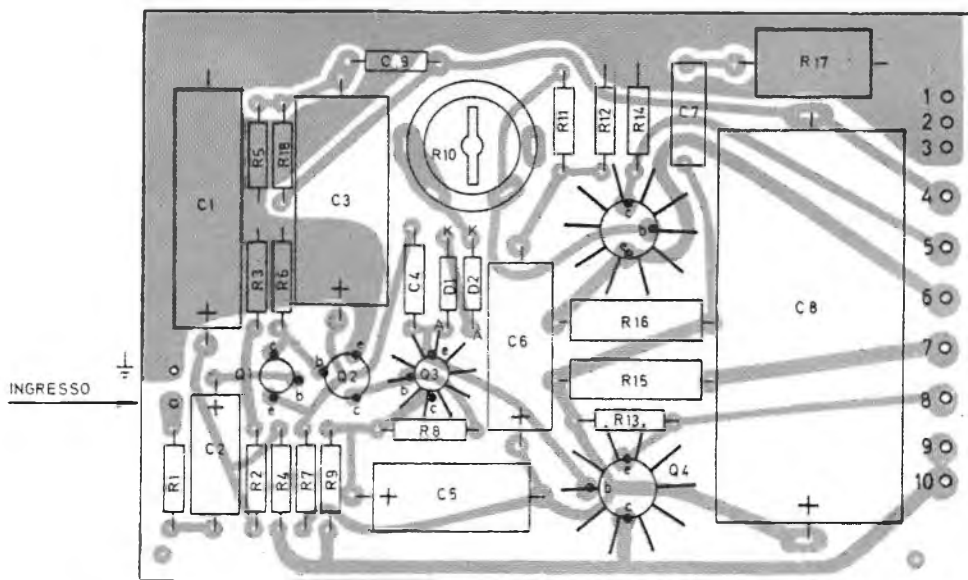 C 9
R17
1
2
3
4
5
6
7
8
9
10
R5
R18
C1
C3
R10
R11
R12
R14
C7
c
b
e
K
K
R3
R6
C4
D1
D2
C6
C8
R16
R15
A
A
+
+
c
Q1
b
e
b
e
Q2
c
e
b
Q3
c
INGRESSO
+
R8
+
R13
R1
C2
R2
R4
R7
R9
+
C5
e
b
c
Q4
+